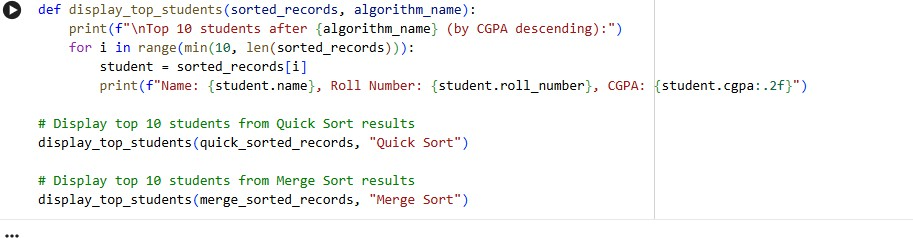 def display_top_students(sorted_records, algorithm_name):
    print(f"\nTop 10 students after {algorithm_name} (by CGPA descending):")
    for i in range(min(10, len(sorted_records))):
        student = sorted_records[i]
        print(f"Name: {student.name}, Roll Number: {student.roll_number}, CGPA: {student.cgpa:.2f}")

# Display top 10 students from Quick Sort results
display_top_students(quick_sorted_records, "Quick Sort")

# Display top 10 students from Merge Sort results
display_top_students(merge_sorted_records, "Merge Sort")